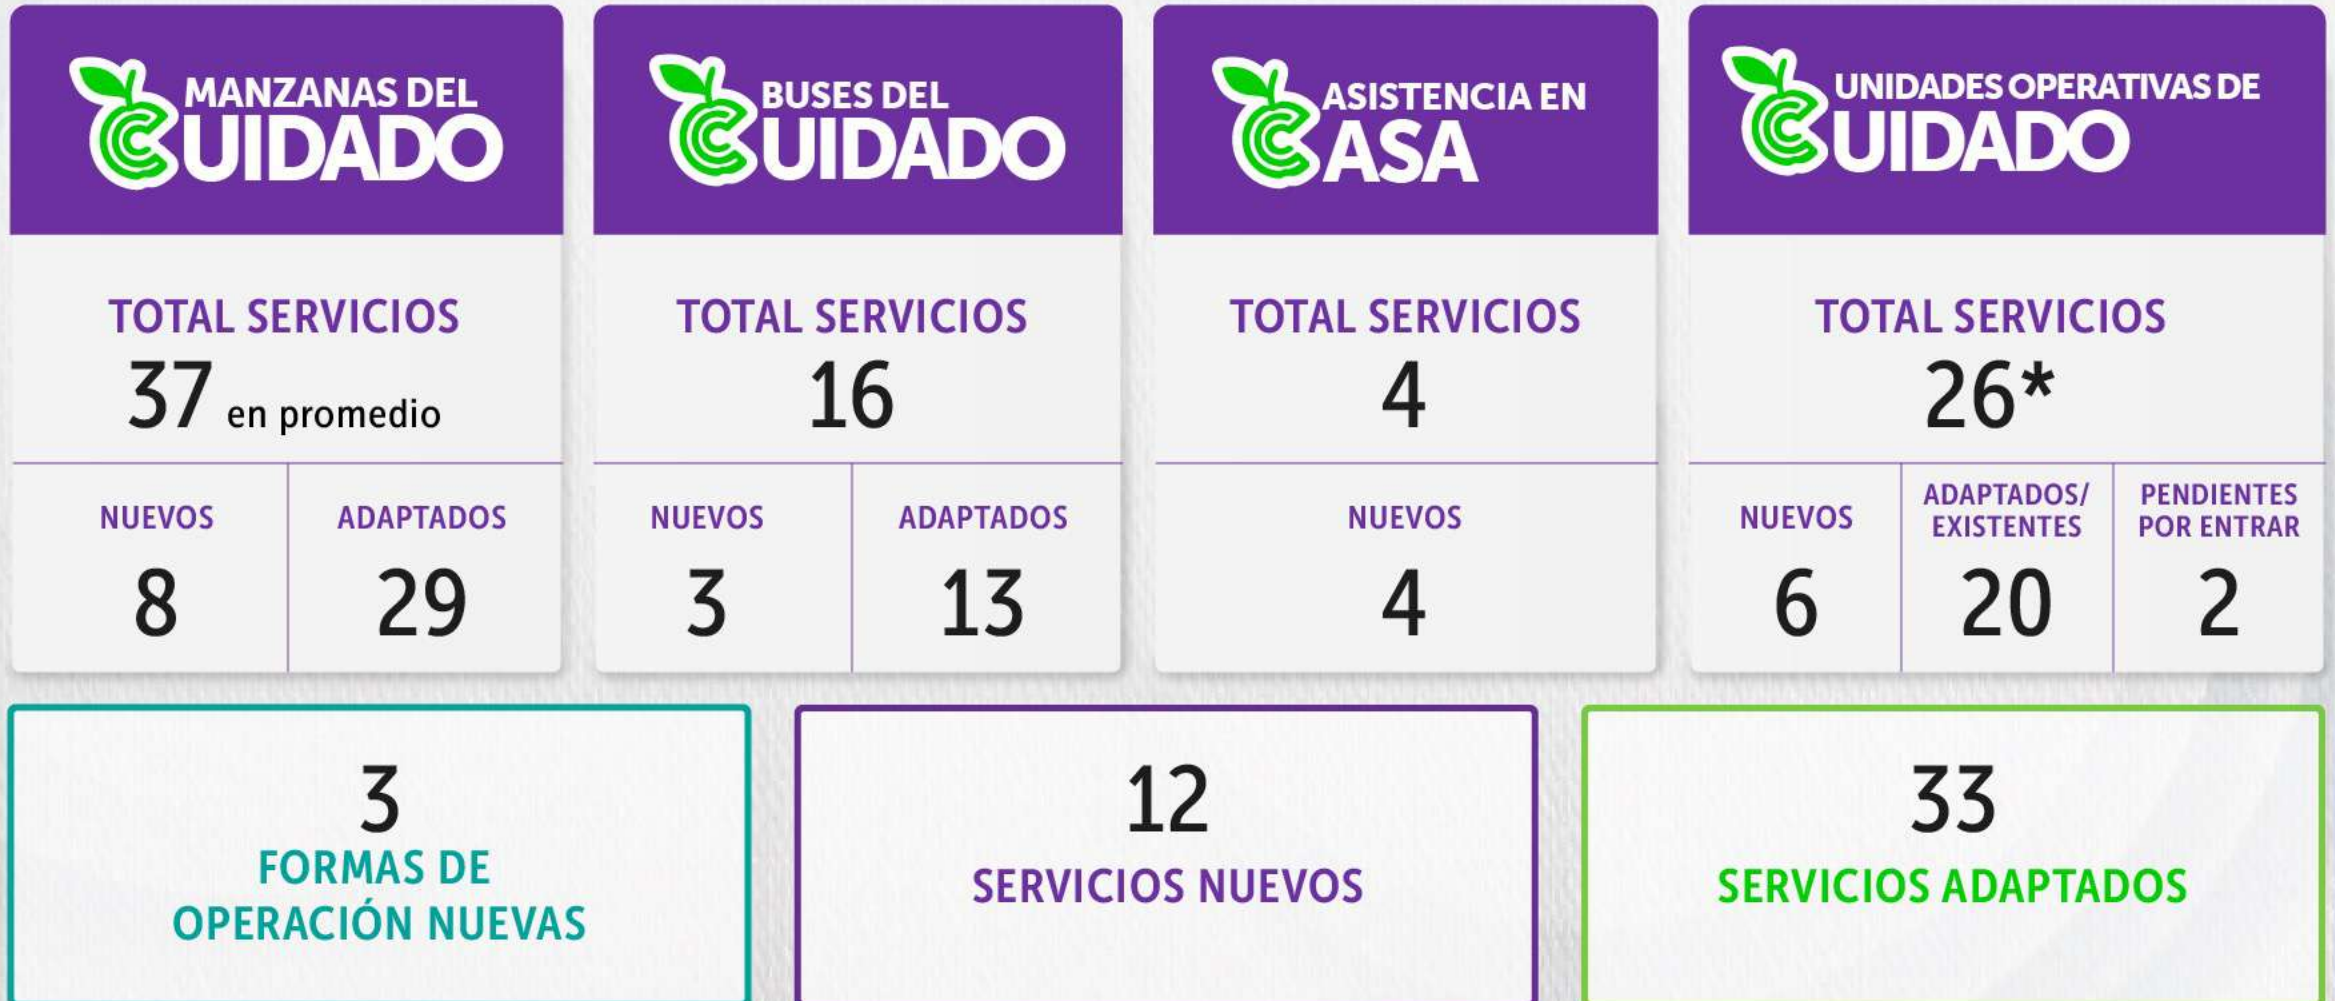 MANZANAS DEL
CUIDADO
TOTAL SERVICIOS
37 en promedio
NUEVOS
8
ADAPTADOS
29
BUSES DEL
CUIDADO
TOTAL SERVICIOS
16
NUEVOS
3
ADAPTADOS
13
ASISTENCIA EN
CASA
TOTAL SERVICIOS
4
NUEVOS
4
UNIDADES OPERATIVAS DE
CUIDADO
TOTAL SERVICIOS
26*
NUEVOS
6
ADAPTADOS/
EXISTENTES
20
PENDIENTES
POR ENTRAR
2
3
FORMAS DE
OPERACIÓN NUEVAS
12
SERVICIOS NUEVOS
33
SERVICIOS ADAPTADOS